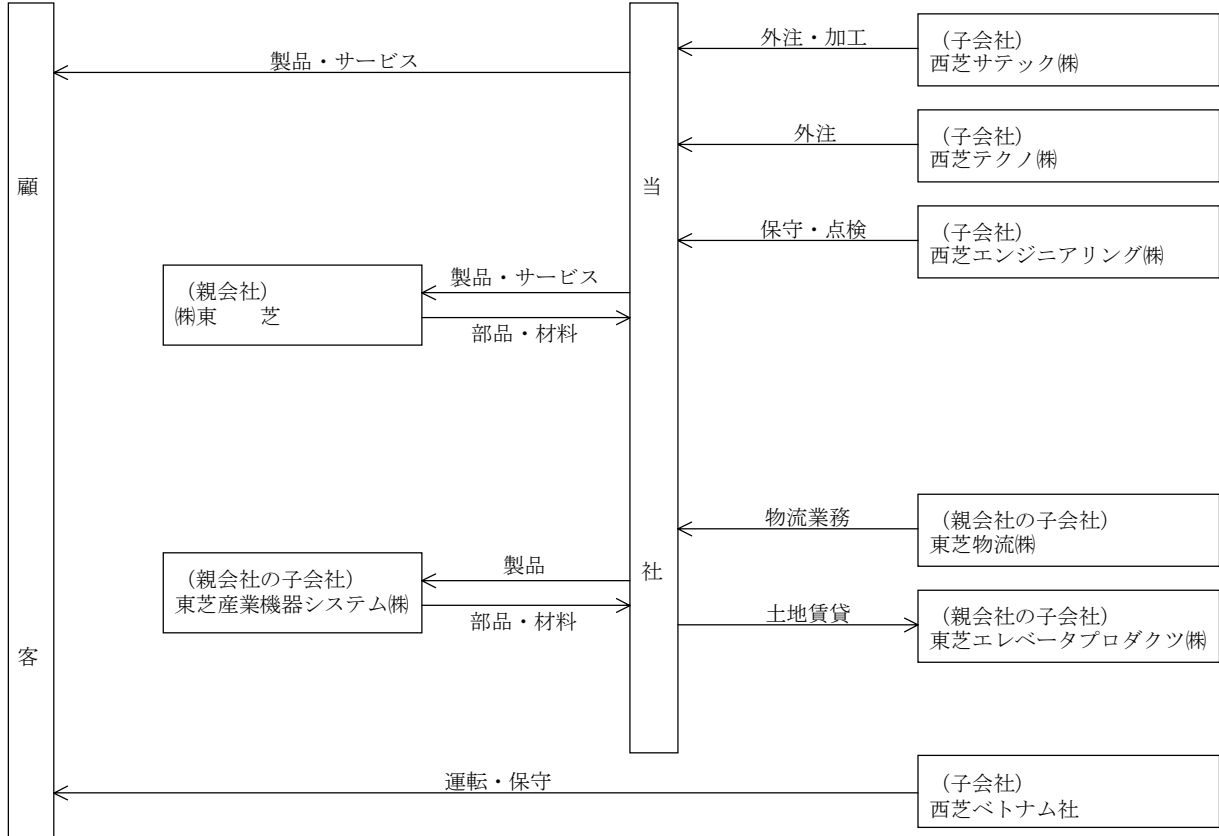 外注・加工
(子会社)
西芝サテック㈱
製品・サービス
外注
(子会社)
西芝テクノ㈱
顧
当
保守・点検
(子会社)
西芝エンジニアリング㈱
(親会社)
㈱東　　芝
製品・サービス
部品・材料
物流業務
(親会社の子会社)
東芝物流㈱
(親会社の子会社)
東芝産業機器システム㈱
製品
部品・材料
社
土地賃貸
(親会社の子会社)
東芝エレベータプロダクツ㈱
客
運転・保守
(子会社)
西芝ベトナム社